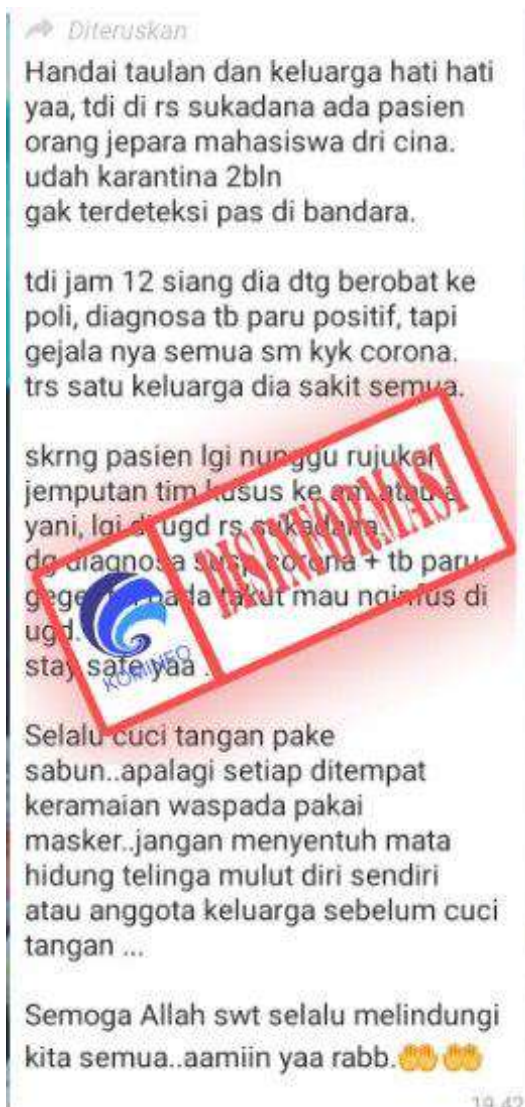 Diteruskan
Handai taulan dan keluarga hati hati
yaa, tdi di rs sukadana ada pasien
orang jepara mahasiswa dri cina.
udah karantina 2bln
gak terdeteksi pas di bandara.
tdi jam 12 siang dia dtg berobat ke
poli, diagnosa tb paru positif, tapi
gejala nya semua sm kyk corona.
trs satu keluarga dia sakit semua.
skrng pasien lgi nunggu rujukan
jemputan tim kusus ke atau a
yani, lgi di ugd rs sukadana
dg diagnosa susp corona + tb paru,
pada takut mau nginfus di
ugd.
stay safe yaa
DISINFORMASI
KOMINFO
Selalu cuci tangan pake
sabun..apalagi setiap ditempat
keramaian waspada pakai
masker..jangan menyentuh mata
hidung telinga mulut diri sendiri
atau anggota keluarga sebelum cuci
tangan ...
Semoga Allah swt selalu melindungi
kita semua..aamiin yaa rabb.🤲🤲
19.42